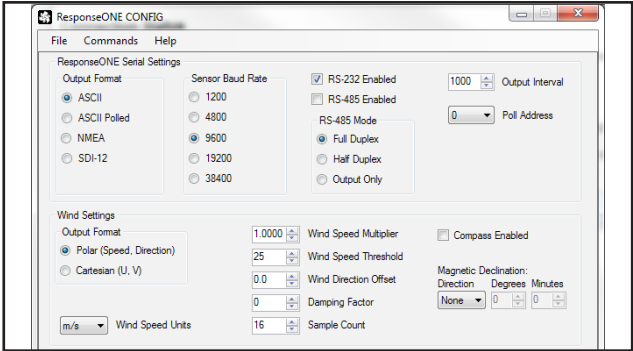 ResponseONE CONFIG
File Commands Help
ResponseONE Serial Settings
Output Format
ASCII
ASCII Polled
NMEA
SDI-12
Sensor Baud Rate
1200
4800
9600
19200
38400
RS-232 Enabled
RS-485 Enabled
RS-485 Mode
Full Duplex
Half Duplex
Output Only
1000 Output Interval
0 Poll Address
Wind Settings
Output Format
Polar (Speed, Direction)
Cartesian (U, V)
m/s Wind Speed Units
1.0000 Wind Speed Multiplier
25 Wind Speed Threshold
0.0 Wind Direction Offset
0 Damping Factor
16 Sample Count
Compass Enabled
Magnetic Declination:
Direction Degrees Minutes
None 0 0